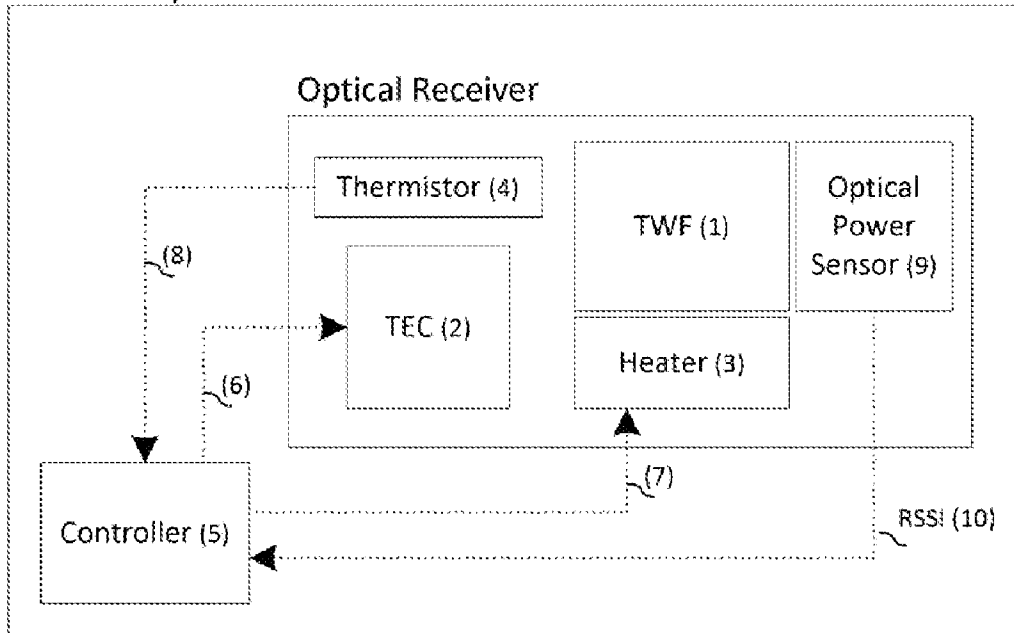 Optical Receiver
Thermistor (4)
TWF (1)
Optical
Power
Sensor (9)
(8)
TEC (2)
Heater (3)
(6)
(7)
Controller (5)
RSSI (10)